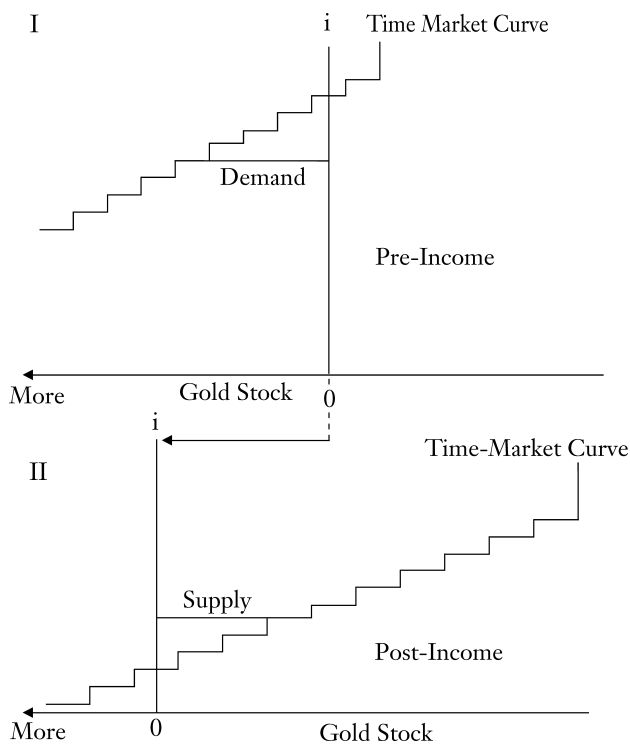 I
i
Time Market Curve
Demand
Pre-Income
More
Gold Stock
0
i
II
Time-Market Curve
Supply
Post-Income
More
0
Gold Stock